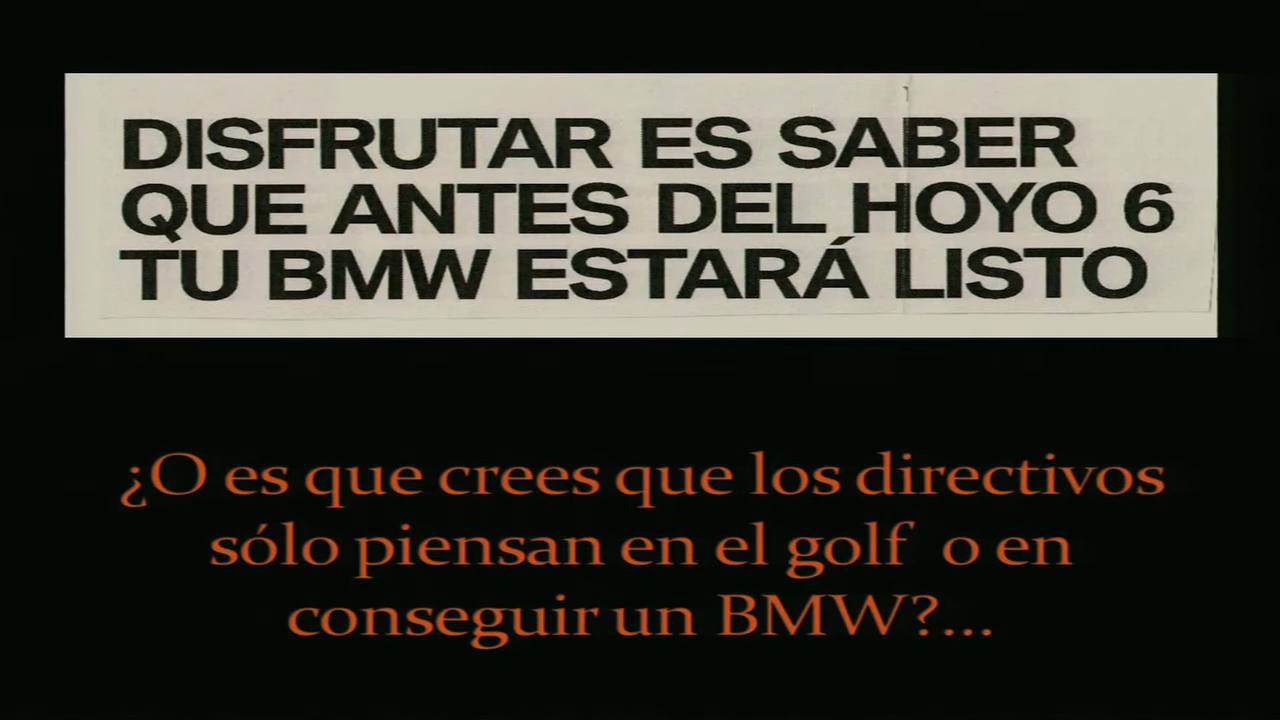 DISFRUTAR ES SABER
QUE ANTES DEL HOYO 6
TU BMW ESTARÁ LISTO
¿O es que crees que los directivos
sólo piensan en el golf o en
conseguir un BMW?...